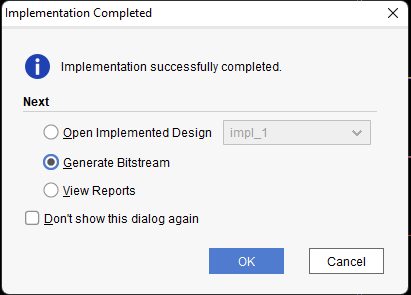 Implementation Completed
Implementation successfully completed.
Next
Open Implemented Design impl_1
Generate Bitstream
View Reports
Don't show this dialog again
OK Cancel